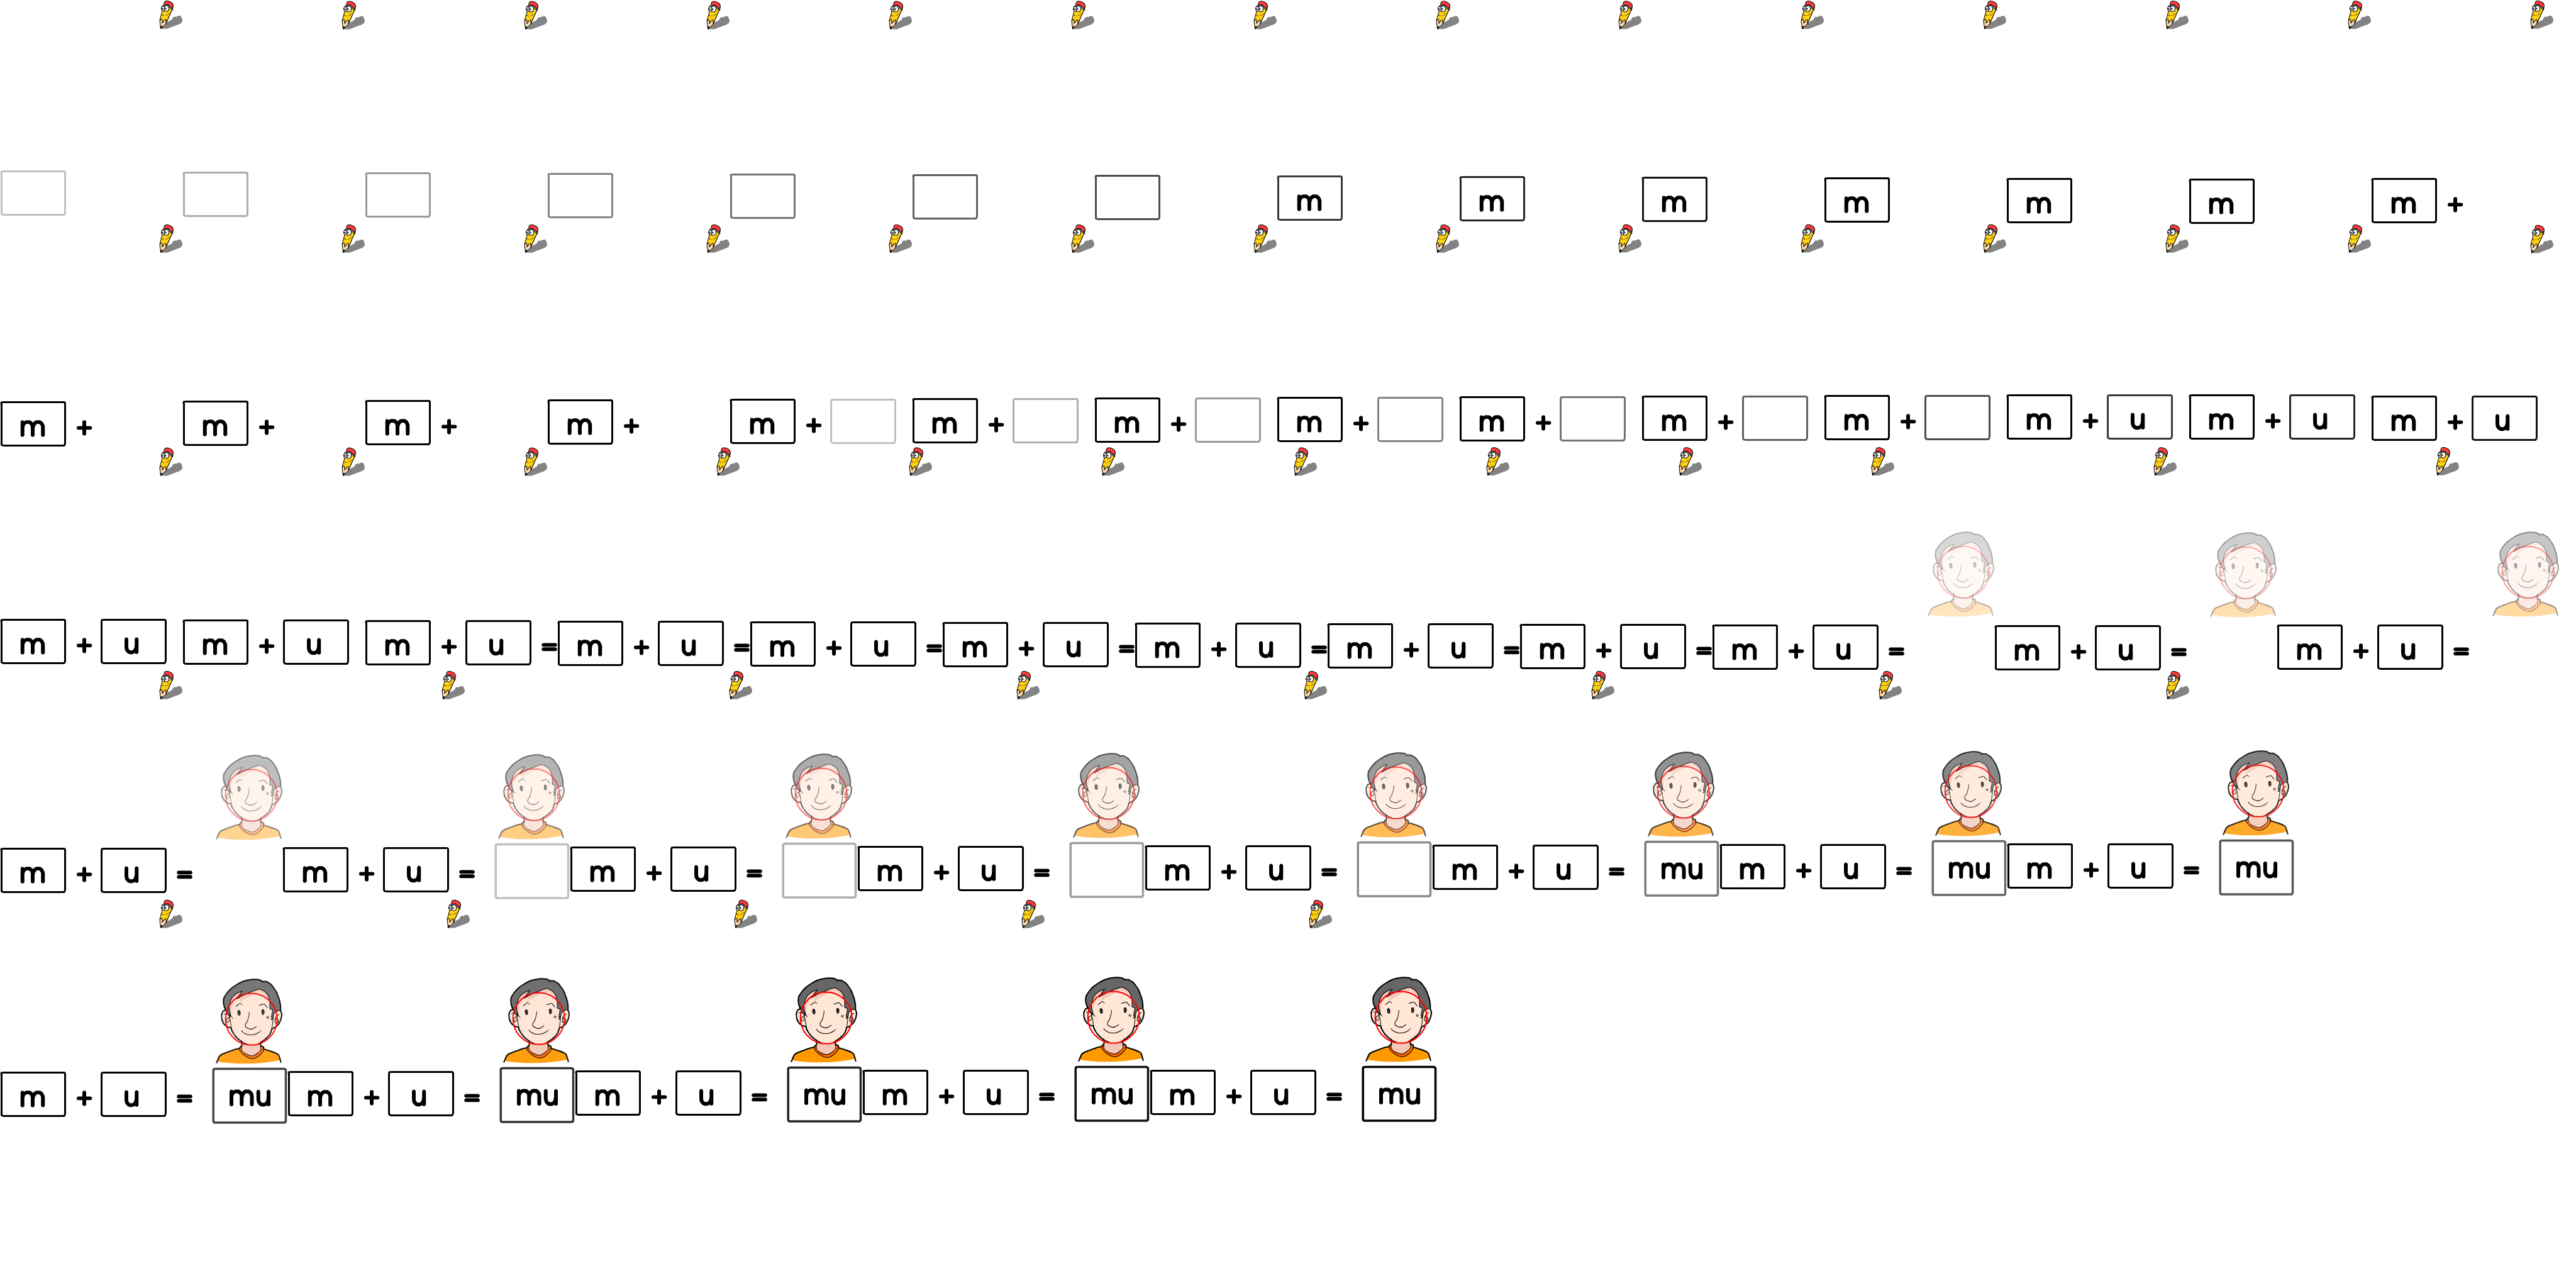 m m m m m m m +
m + m + m + m + m + m + m + m + m + m + m + m + u m + u m + u
m + u m + u m + u = m + u = m + u = m + u = m + u = m + u = m + u = m + u = m + u = m + u =
m + u = m + u = m + u = m + u = m + u = m + u = mu m + u = mu m + u = mu
m + u = mu m + u = mu m + u = mu m + u = mu m + u = mu